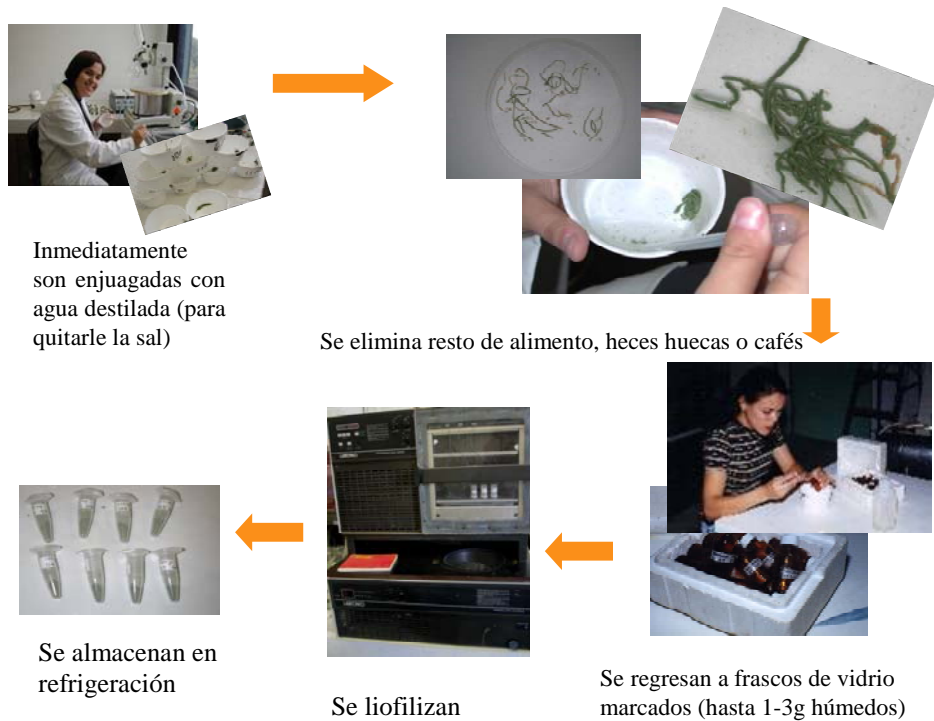 Inmediatamente
son enjuagadas con
agua destilada (para
quitarle la sal)
Se elimina resto de alimento, heces huecas o cafés
Se regresan a frascos de vidrio
marcados (hasta 1-3g húmedos)
Se liofilizan
Se almacenan en
refrigeración